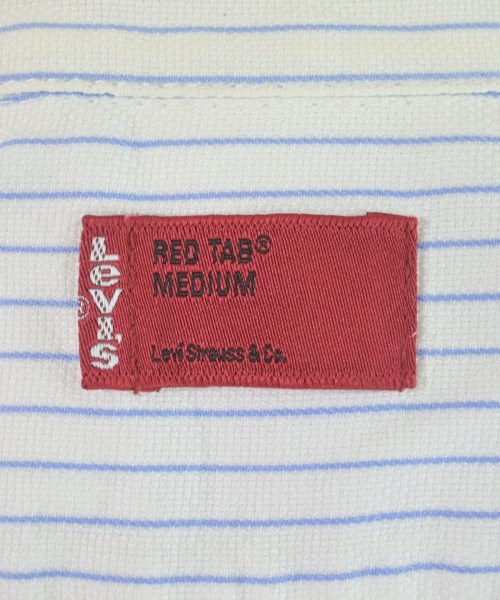 LeVI'S
®
RED TAB®
MEDIUM
Levi Strauss & Co.